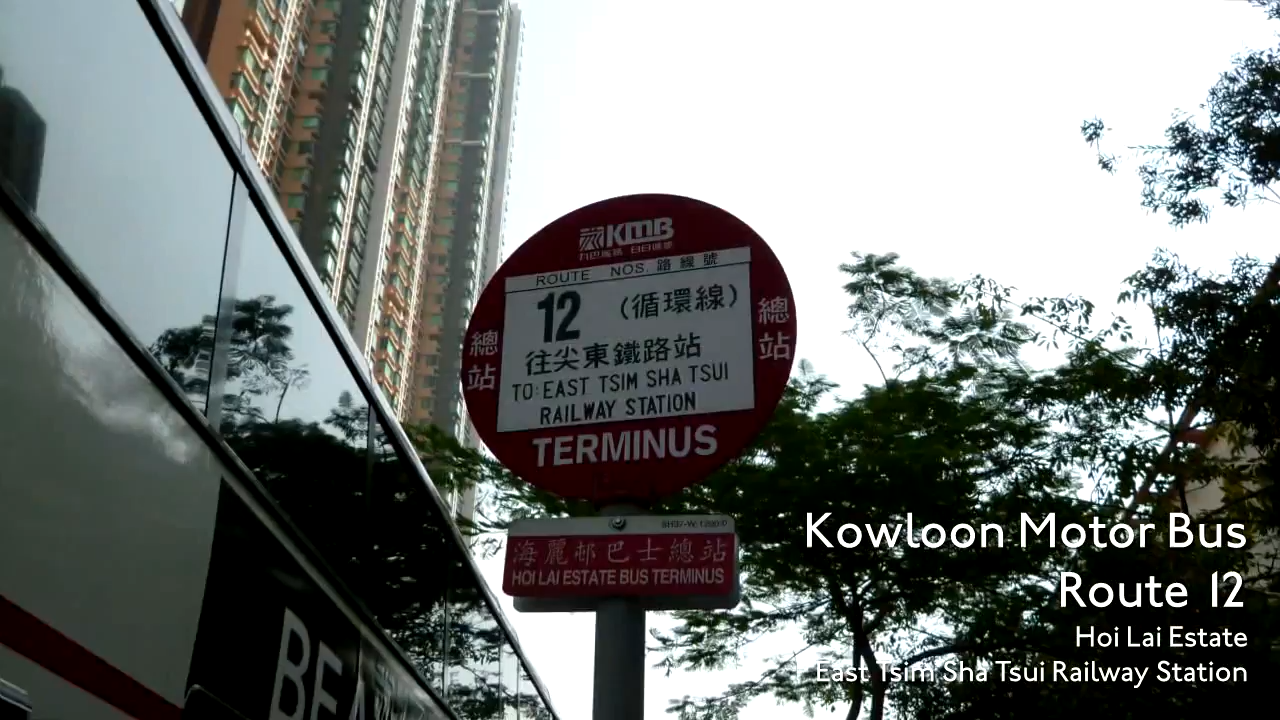 KMB
九巴服務 日日進步
ROUTE NOS. 路線號
12 (循環線)
往尖東鐵路站
TO: EAST TSIM SHA TSUI
RAILWAY STATION
總站
總站
TERMINUS
海麗邨巴士總站
HOI LAI ESTATE BUS TERMINUS
Kowloon Motor Bus
Route 12
Hoi Lai Estate
East Tsim Sha Tsui Railway Station